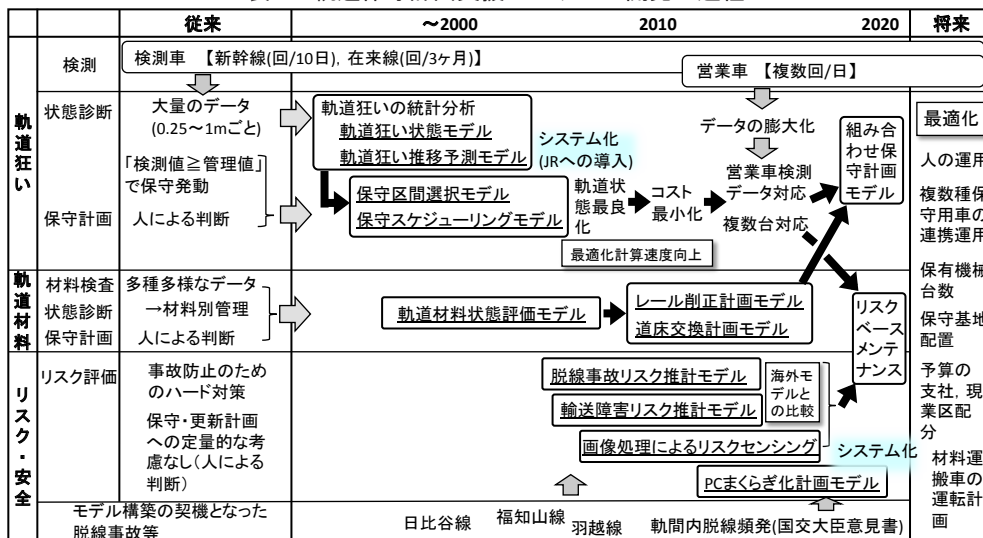 従来
～2000
2010
2020
将来
軌道狂い
検測
検測車 【新幹線(回/10日), 在来線(回/3ヶ月)】
営業車 【複数回/日】
状態診断
大量のデータ
(0.25～1mごと)
「検測値≧管理値」
で保守発動
保守計画
人による判断
軌道狂いの統計分析
軌道狂い状態モデル
軌道狂い推移予測モデル
システム化
(JRへの導入)
保守区間選択モデル
保守スケジューリングモデル
軌道状
態最良
化
コスト
最小化
データの膨大化
営業車検測
データ対応
複数台対応
最適化計算速度向上
組み合
わせ保
守計画
モデル
最適化
人の運用
複数種保
守用車の
連携運用
保有機械
台数
保守基地
配置
予算の
支社, 現
業区配
分
材料運
搬車の
運転計
画
軌道材料
材料検査
状態診断
保守計画
多種多様なデータ
→材料別管理
人による判断
軌道材料状態評価モデル
レール削正計画モデル
道床交換計画モデル
リスク
ベース
メンテ
ナンス
リスク・安全
リスク評価
事故防止のため
のハード対策
保守・更新計画
への定量的な考
慮なし(人による
判断)
脱線事故リスク推計モデル
輸送障害リスク推計モデル
海外モ
デルと
の比較
画像処理によるリスクセンシング
システム化
PCまくらぎ化計画モデル
モデル構築の契機となった
脱線事故等
日比谷線
福知山線
羽越線
軌間内脱線頻発(国交大臣意見書)